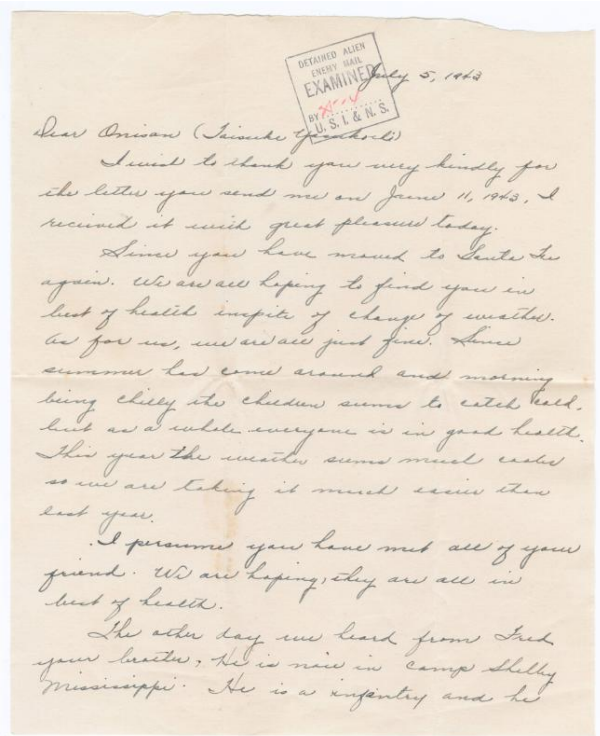 DETAINED ALIEN
ENEMY MAIL
EXAMINED
BY
U. S. I. & N. S.
July 5, 1943
Dear Onisan (Taisuke
I wist to thank you very kindly for
the letter you send me on June 11, 1943. I
recieved it with great pleasure today.
Since you have moved to Santa Fe
again. We are all hoping to find you in
best of health inspite of change of weather.
As for us, we are all just fine. Since
summer has come around and morning
being chilly the children seems to catch cold,
but as a whole everyone is in good health.
This year the weather seems much cooler
so we are taking it much easier than
last year.
I persume you have met all of your
friend. We are hoping, they are all in
best of health.
The other day we heard from Fred
your broter, He is now in camp Shelby
Mississippi. He is a infantry and he